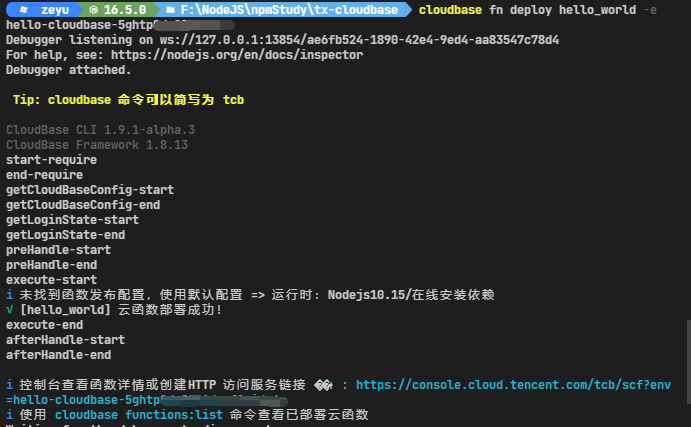 zeyu 16.5.0 F:\NodeJS\npmStudy\tx-cloudbase cloudbase fn deploy hello_world -e
hello-cloudbase-5ghtp
Debugger listening on ws://127.0.0.1:13854/ae6fb524-1890-42e4-9ed4-aa83547c78d4
For help, see: https://nodejs.org/en/docs/inspector
Debugger attached.
Tip: cloudbase 命令可以简写为 tcb
CloudBase CLI 1.9.1-alpha.3
CloudBase Framework 1.8.13
start-require
end-require
getCloudBaseConfig-start
getCloudBaseConfig-end
getLoginState-start
getLoginState-end
preHandle-start
preHandle-end
execute-start
i 未找到函数发布配置，使用默认配置 => 运行时: Nodejs10.15/在线安装依赖
√ [hello_world] 云函数部署成功!
execute-end
afterHandle-start
afterHandle-end
i 控制台查看函数详情或创建HTTP 访问服务链接 : https://console.cloud.tencent.com/tcb/scf?env
=hello-cloudbase-5ghtp
i 使用 cloudbase functions:list 命令查看已部署云函数